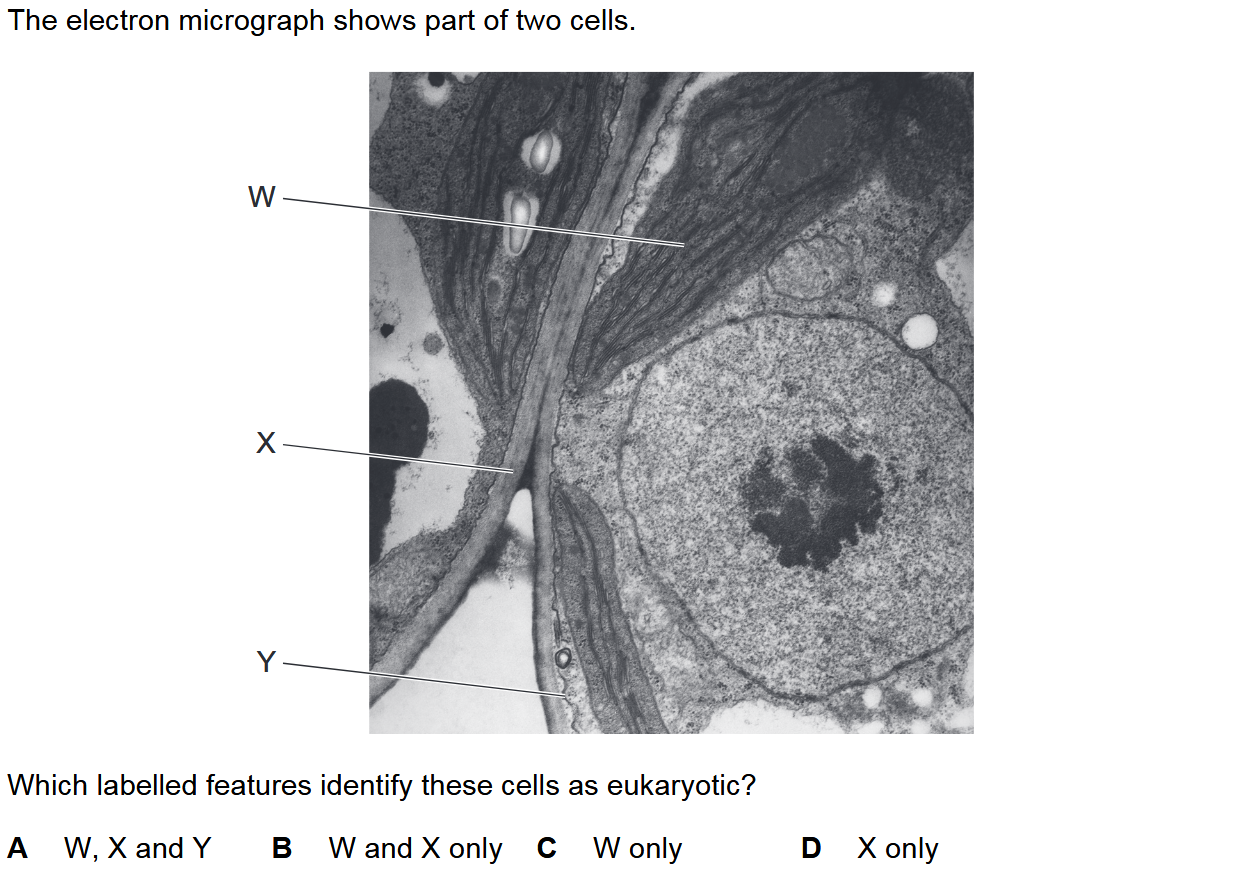 The electron micrograph shows part of two cells.
W
X
Y
Which labelled features identify these cells as eukaryotic?
A W, X and Y B W and X only C W only D X only